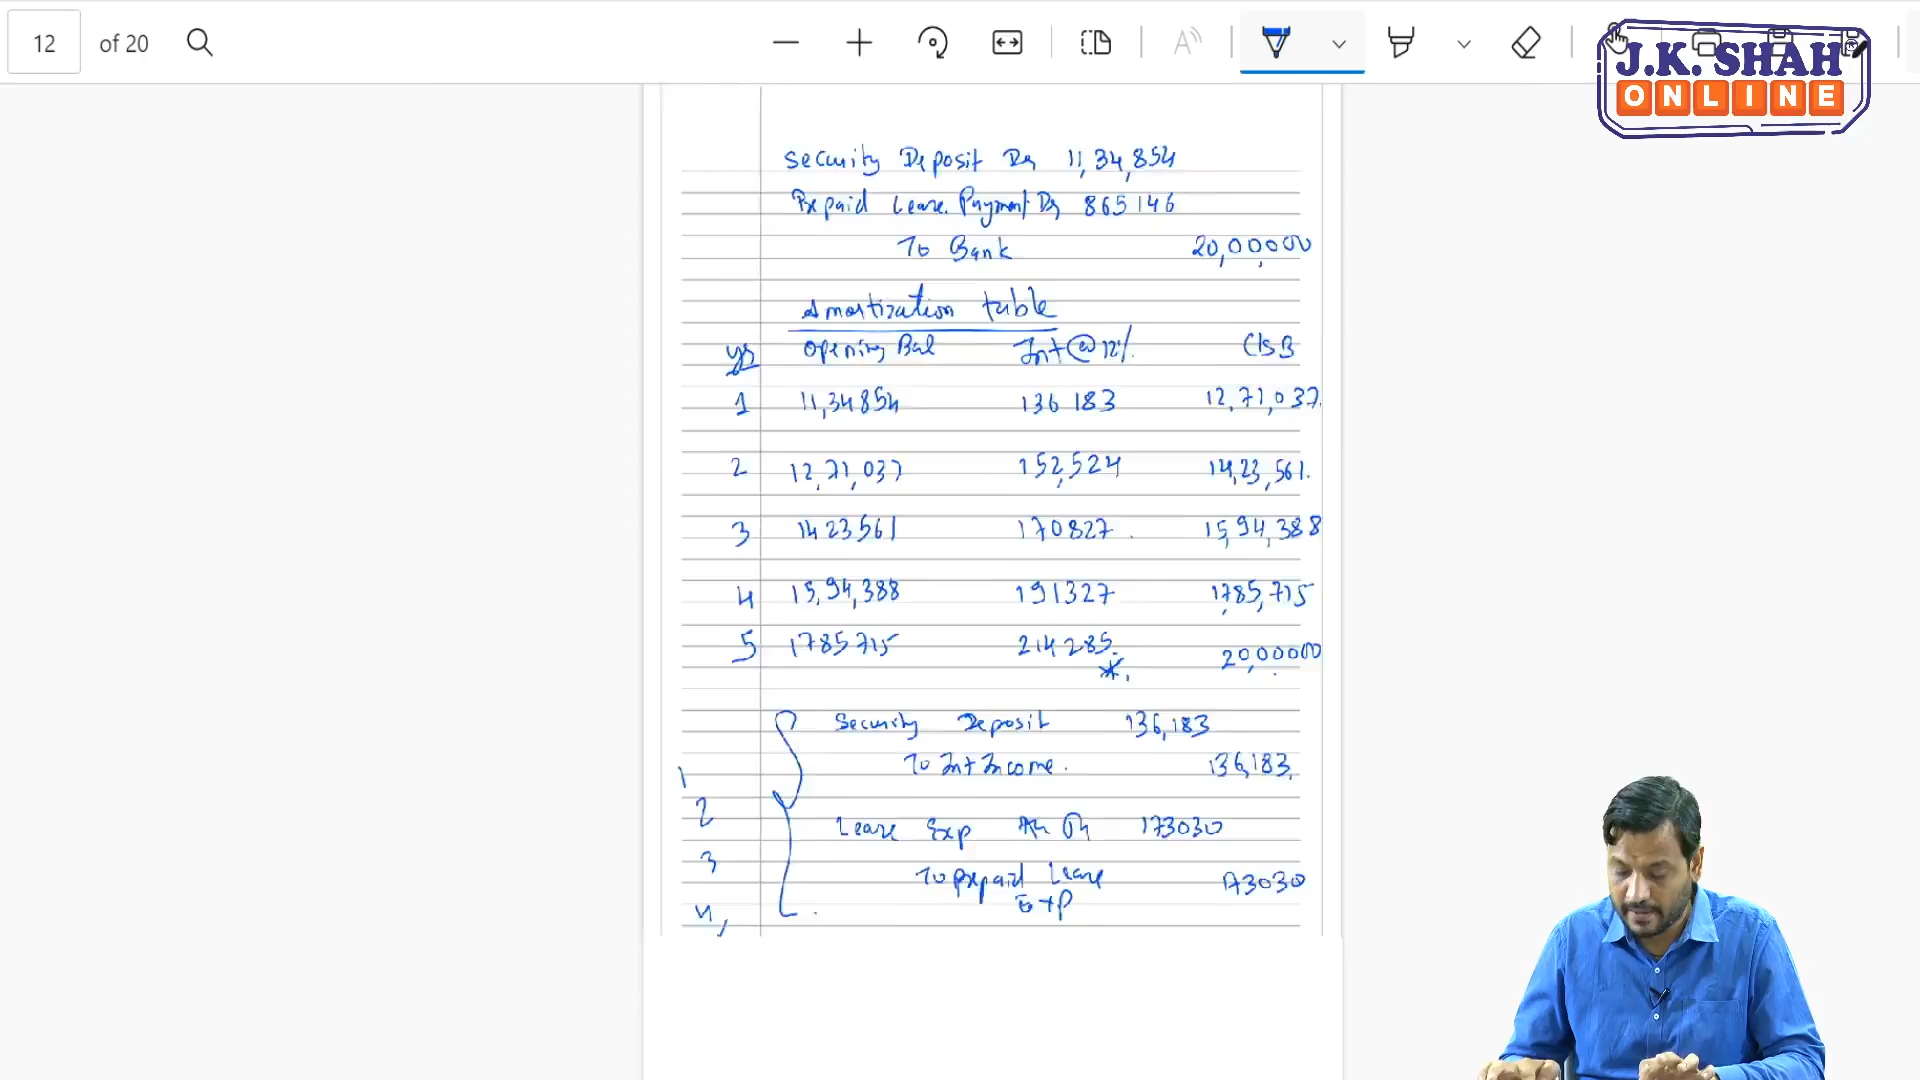 12 of 20
J.K. SHAH
ONLINE
Security Deposit Dr 11,34,854
Prepaid Lease Payment Dr 865146
To Bank 20,00,000
Amortization table
yr Opening Bal Int@12% ClsB
1 11,34854 136183 12,71,037.
2 12,71,037 152,524 14,23,561.
3 1423561 170827. 15,94,388
4 15,94,388 191327 1785,715
5 1785715 214285. 20,00000
*
Security Deposit 136,183
To Int Income. 136,183.
1
2
Lease Exp Dr 173030
3
To Prepaid Lease 173030
Exp
4,